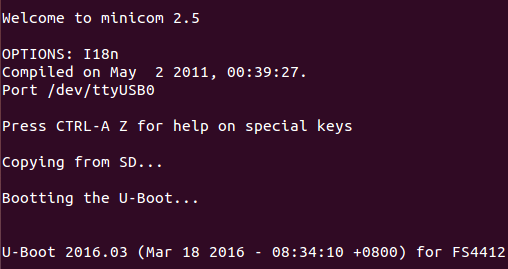 Welcome to minicom 2.5
OPTIONS: I18n
Compiled on May  2 2011, 00:39:27.
Port /dev/ttyUSB0
Press CTRL-A Z for help on special keys
Copying from SD...
Bootting the U-Boot...
U-Boot 2016.03 (Mar 18 2016 - 08:34:10 +0800) for FS4412